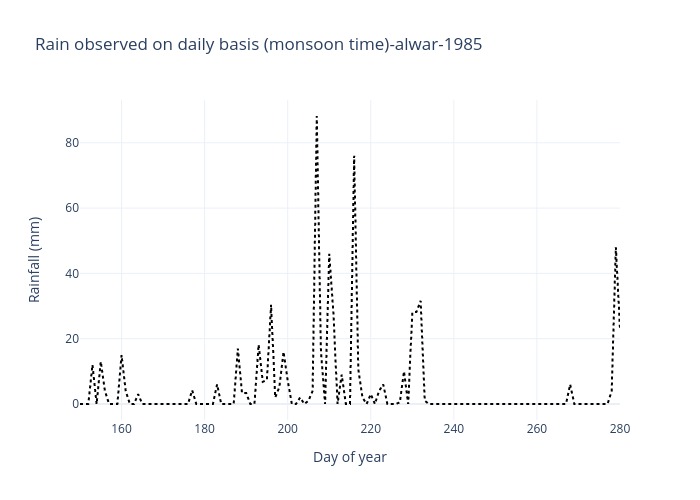 Rain observed on daily basis (monsoon time)-alwar-1985
Rainfall (mm)
80
60
40
20
0
160 180 200 220 240 260 280
Day of year